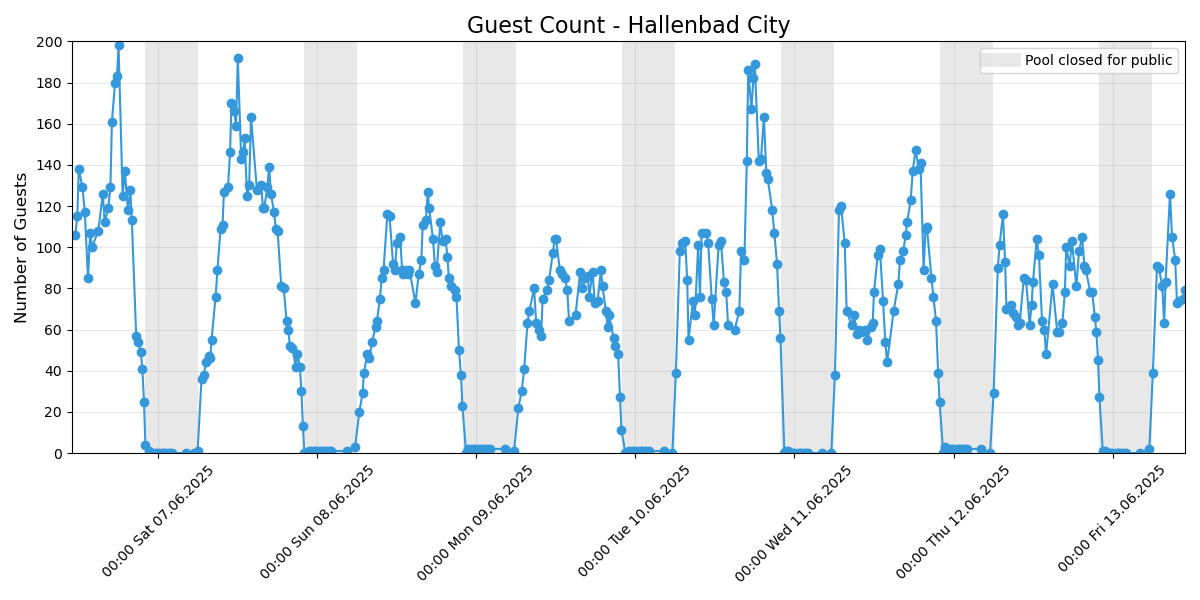 Guest Count - Hallenbad City
Pool closed for public
Number of Guests
200
180
160
140
120
100
80
60
40
20
0
00:00 Sat 07.06.2025
00:00 Sun 08.06.2025
00:00 Mon 09.06.2025
00:00 Tue 10.06.2025
00:00 Wed 11.06.2025
00:00 Thu 12.06.2025
00:00 Fri 13.06.2025